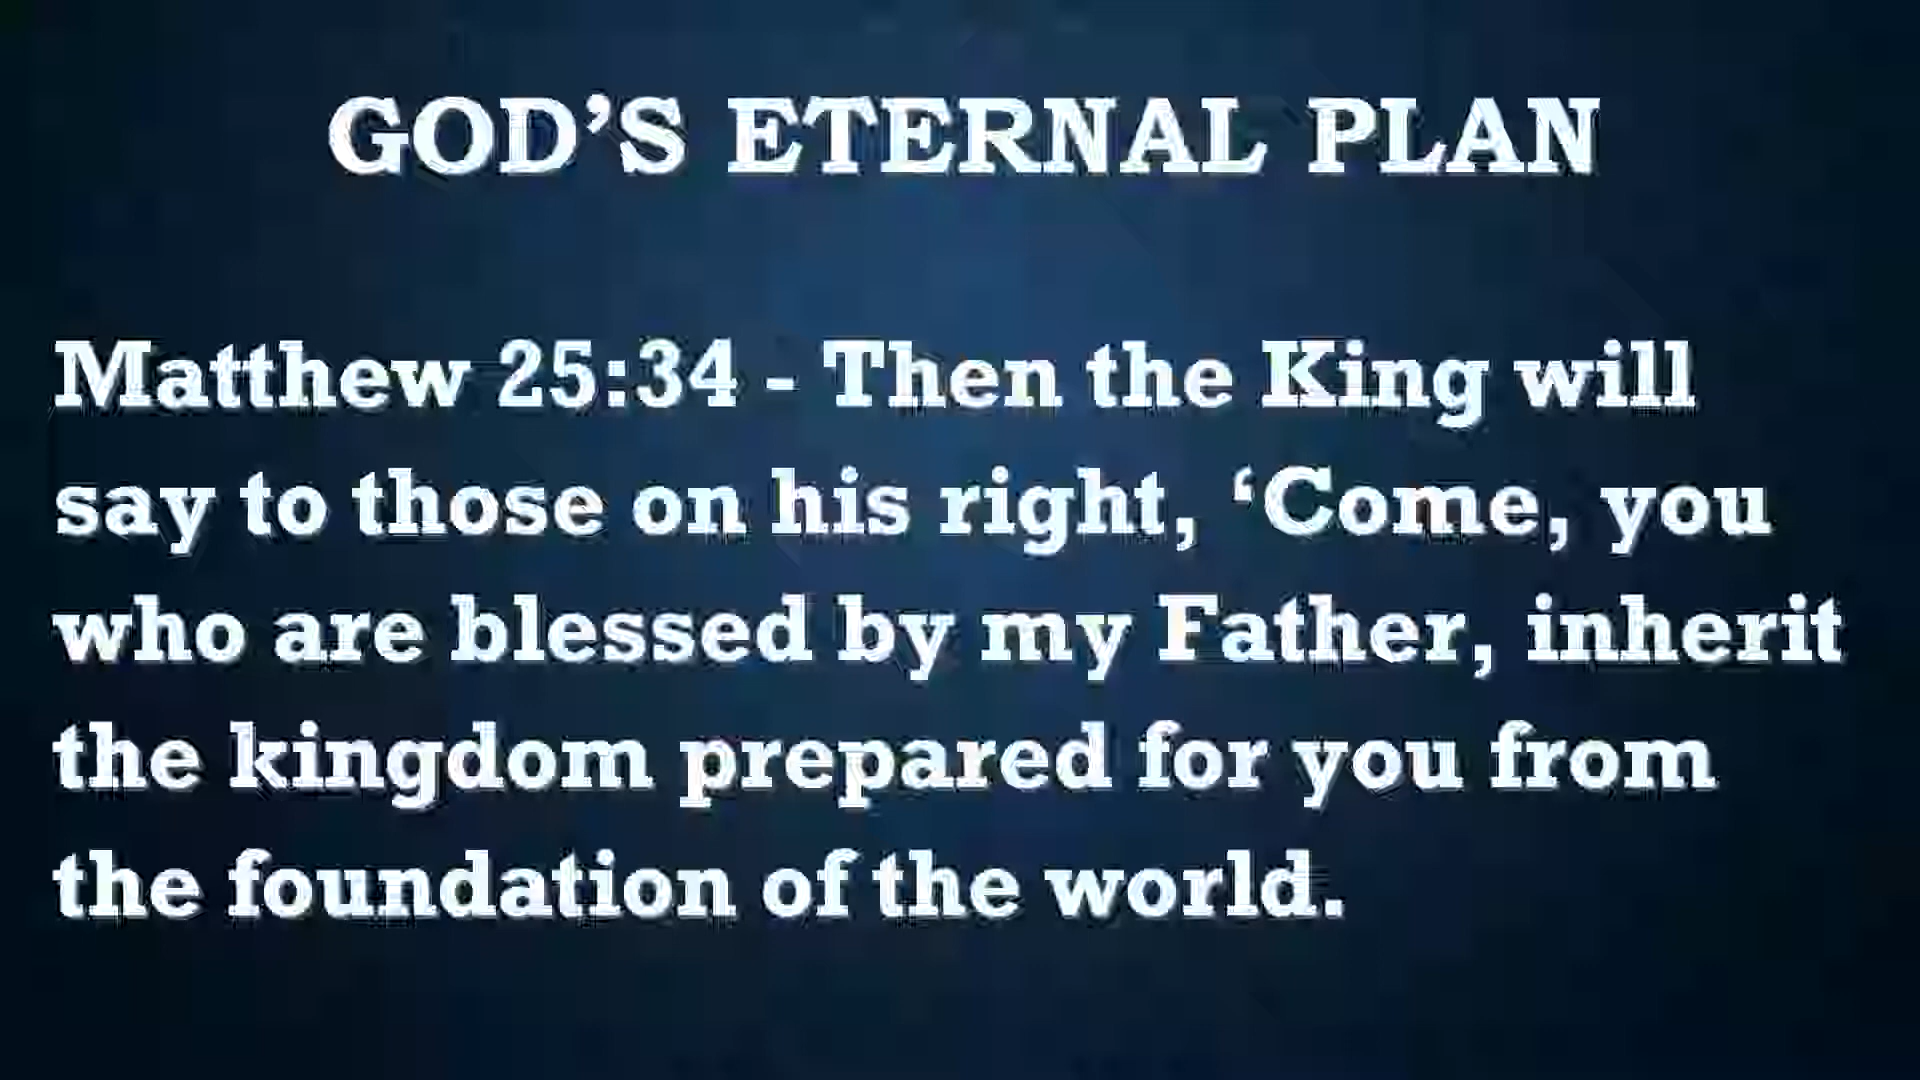 GOD’S ETERNAL PLAN
Matthew 25:34 - Then the King will
say to those on his right, ‘Come, you
who are blessed by my Father, inherit
the kingdom prepared for you from
the foundation of the world.